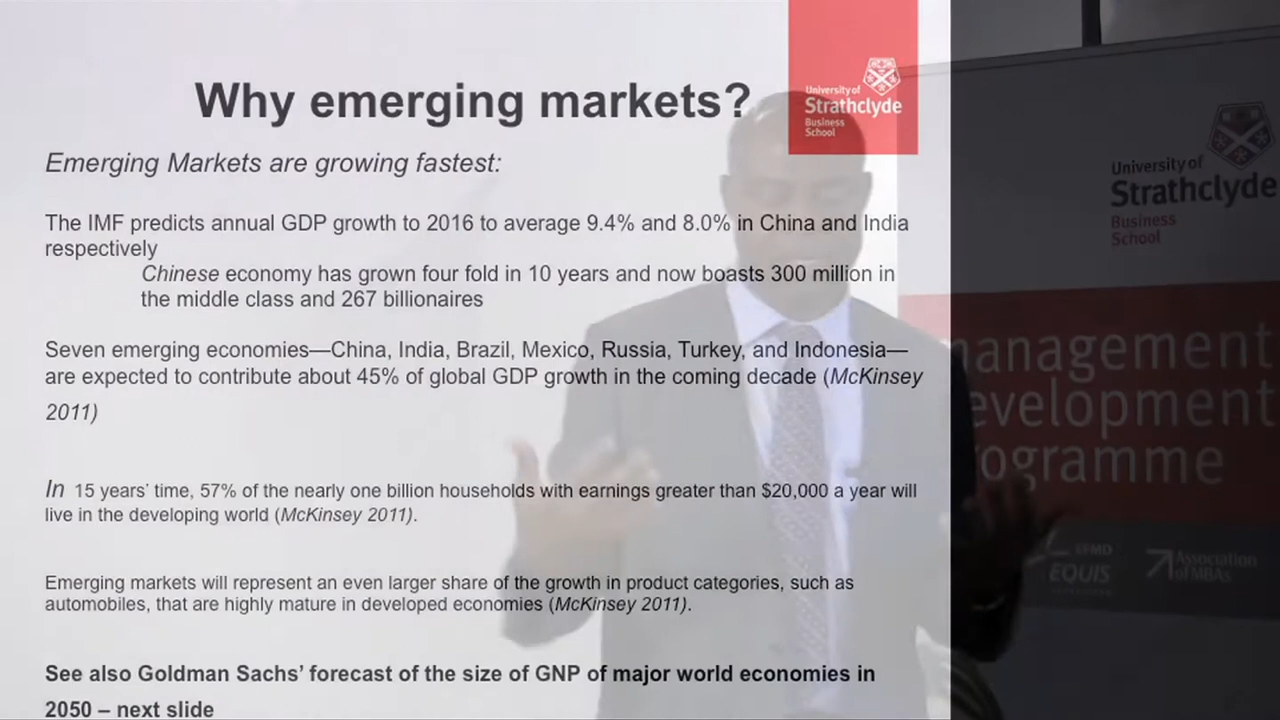 Why emerging markets?
University of
Strathclyde
Business
School
Emerging Markets are growing fastest:
The IMF predicts annual GDP growth to 2016 to average 9.4% and 8.0% in China and India
respectively
Chinese economy has grown four fold in 10 years and now boasts 300 million in
the middle class and 267 billionaires
Seven emerging economies—China, India, Brazil, Mexico, Russia, Turkey, and Indonesia—
are expected to contribute about 45% of global GDP growth in the coming decade (McKinsey
2011)
In 15 years’ time, 57% of the nearly one billion households with earnings greater than $20,000 a year will
live in the developing world (McKinsey 2011).
Emerging markets will represent an even larger share of the growth in product categories, such as
automobiles, that are highly mature in developed economies (McKinsey 2011).
See also Goldman Sachs’ forecast of the size of GNP of major world economies in
2050 – next slide
University of
Strathclyde
Business
School
anagement
evelopment
ogramme
EFMD
EQUIS
Association
of MBAs